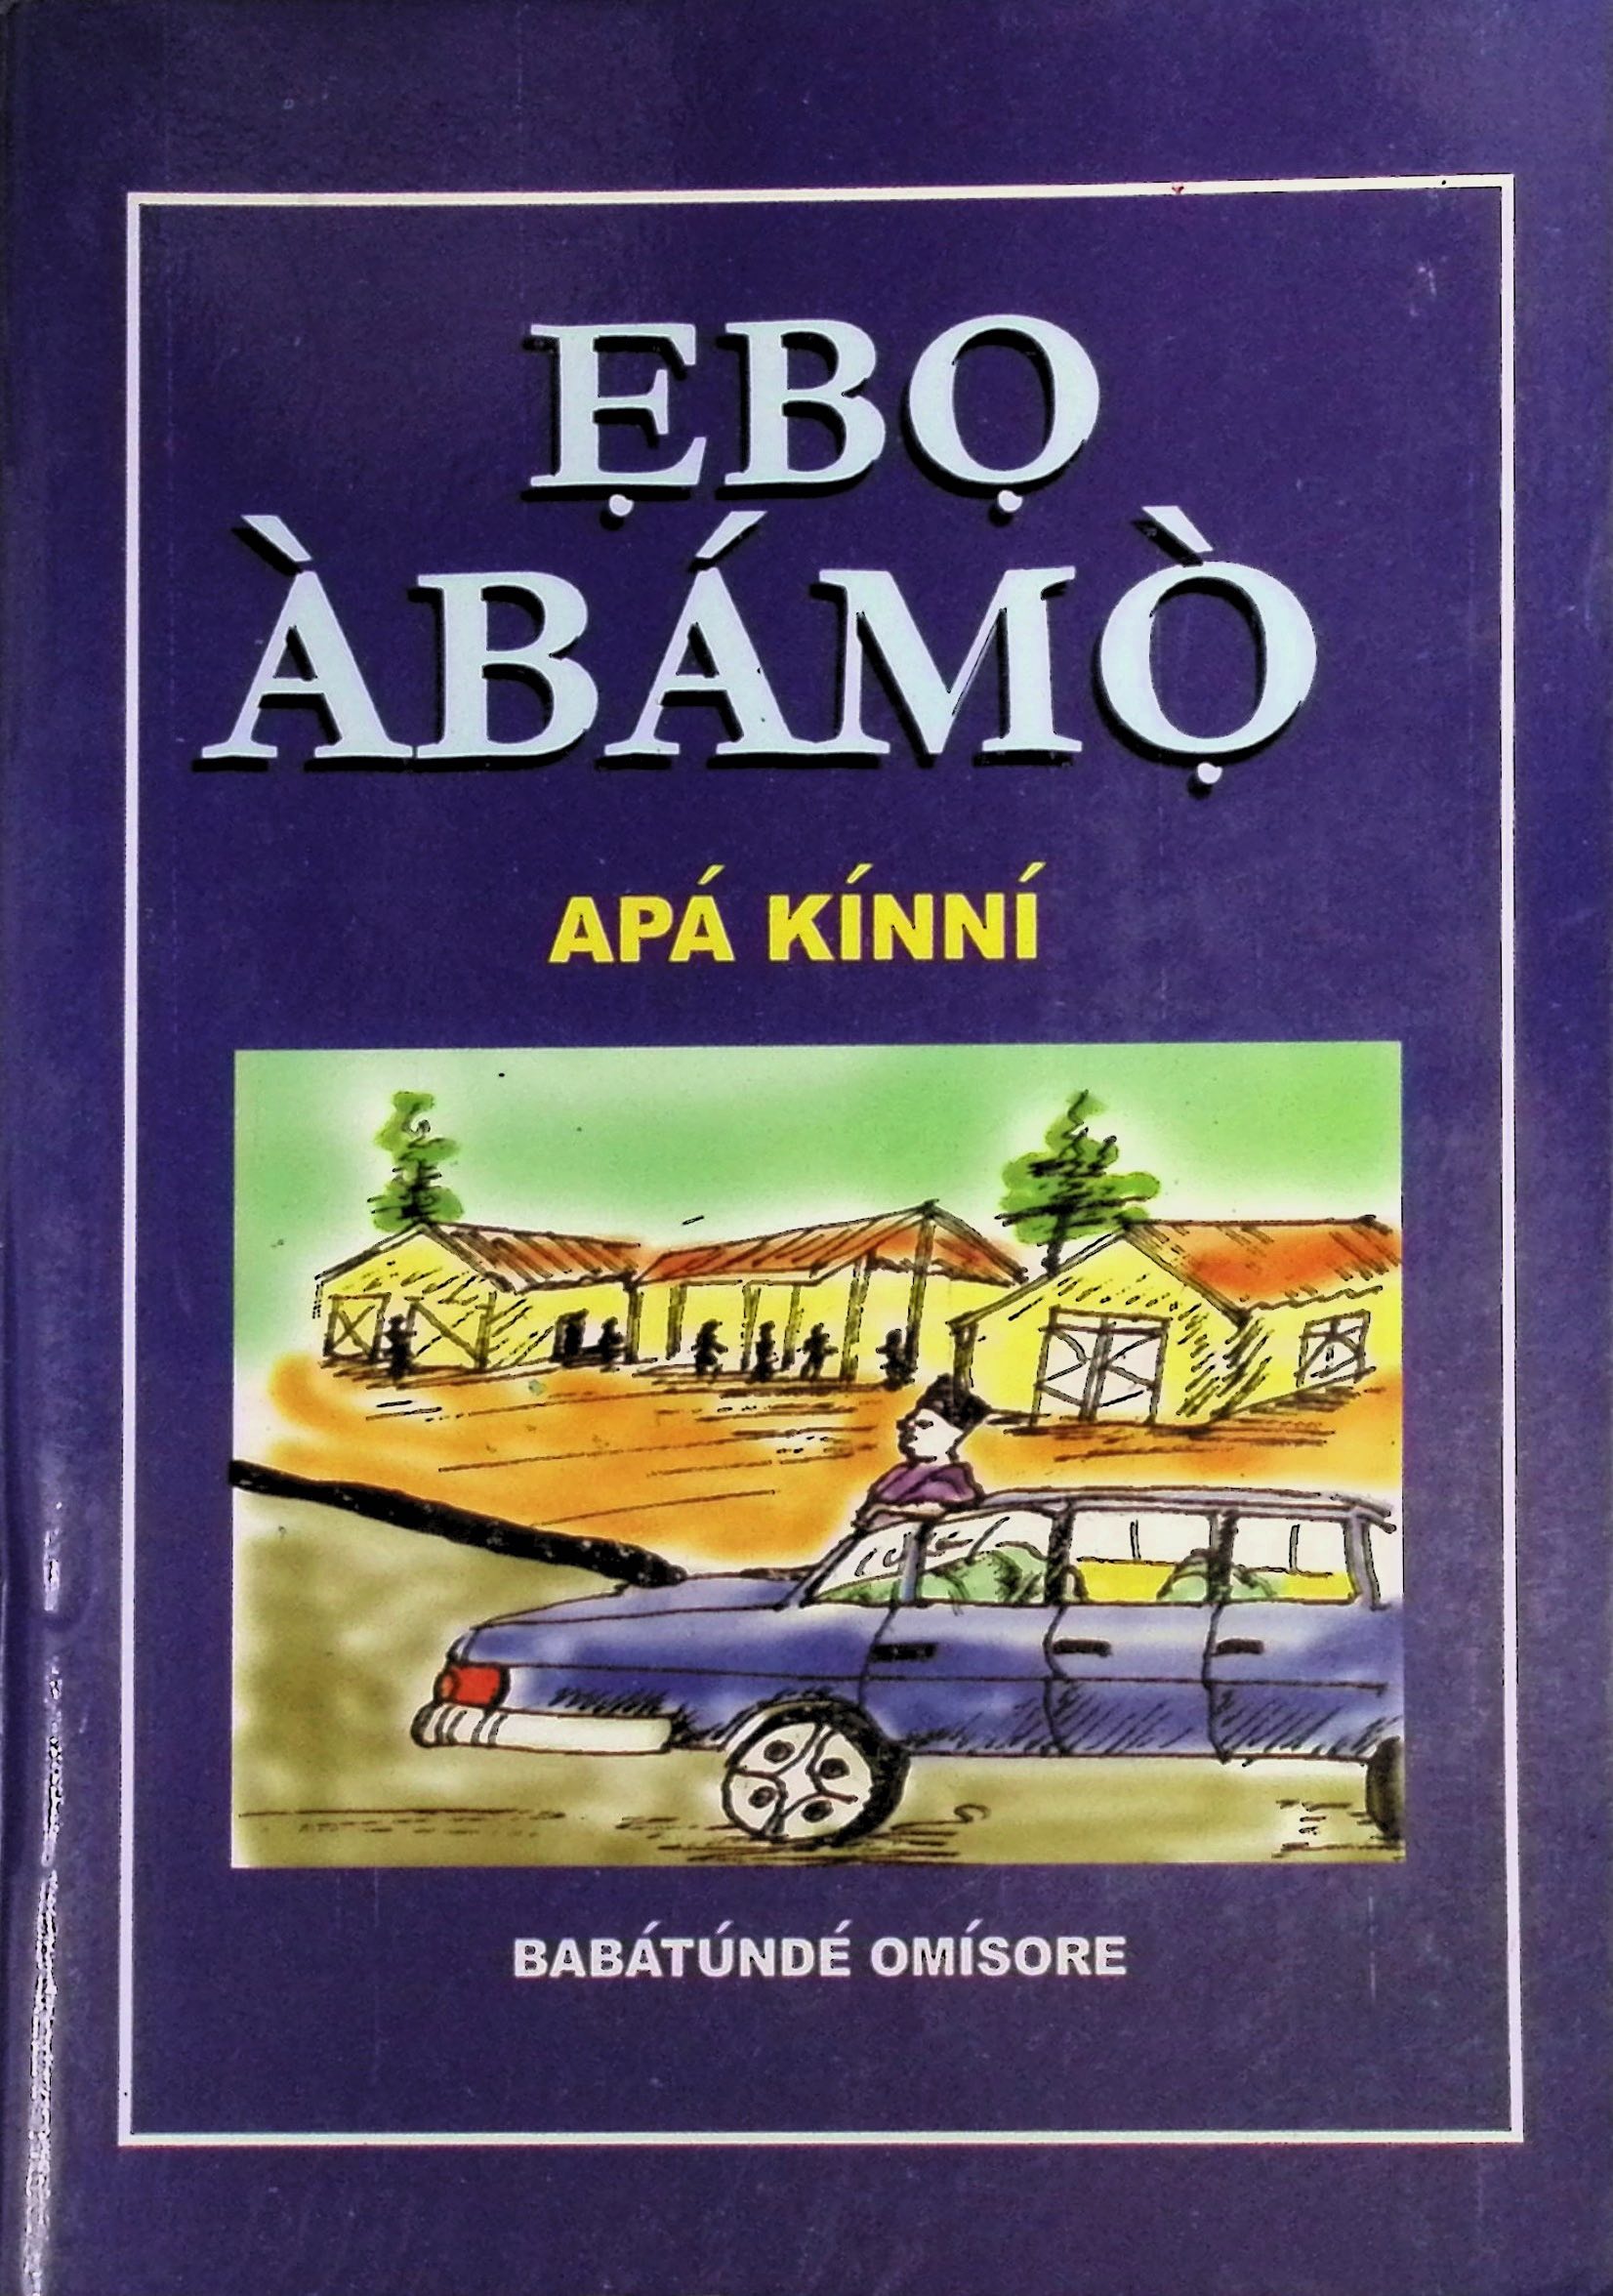 ẸBỌ
ÀBÁMỌ̀
APÁ KÍNNÍ
BABÁTÚNDÉ OMÍSORE